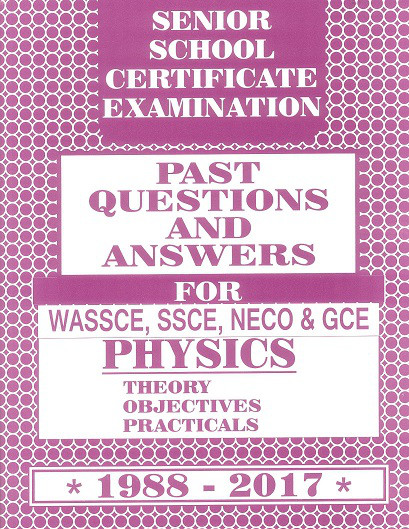 SENIOR
SCHOOL
CERTIFICATE
EXAMINATION
PAST
QUESTIONS
AND
ANSWERS
FOR
WASSCE, SSCE, NECO & GCE
PHYSICS
THEORY
OBJECTIVES
PRACTICALS
* 1988 - 2017 *